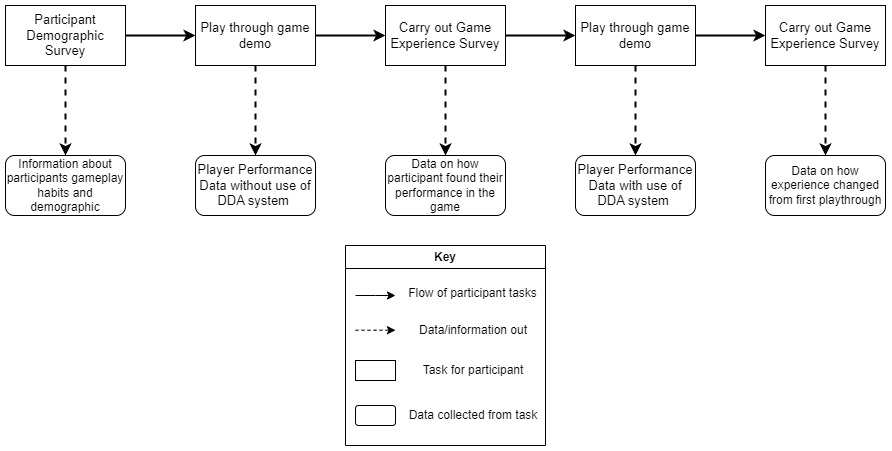 Participant
Demographic
Survey
Play through game
demo
Carry out Game
Experience Survey
Play through game
demo
Carry out Game
Experience Survey
Information about
participants gameplay
habits and
demographic
Player Performance
Data without use of
DDA system
Data on how
participant found their
performance in the
game
Player Performance
Data with use of
DDA system
Data on how
experience changed
from first playthrough
Key
Flow of participant tasks
Data/information out
Task for participant
Data collected from task